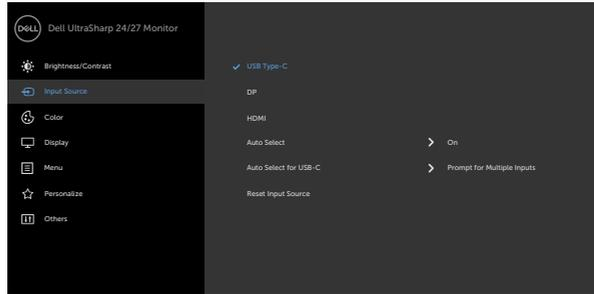 DELL
Dell UltraSharp 24/27 Monitor
Brightness/Contrast
USB Type-C
Input Source
DP
Color
HDMI
Display
Auto Select
On
Menu
Auto Select for USB-C
Prompt for Multiple Inputs
Personalize
Reset Input Source
Others